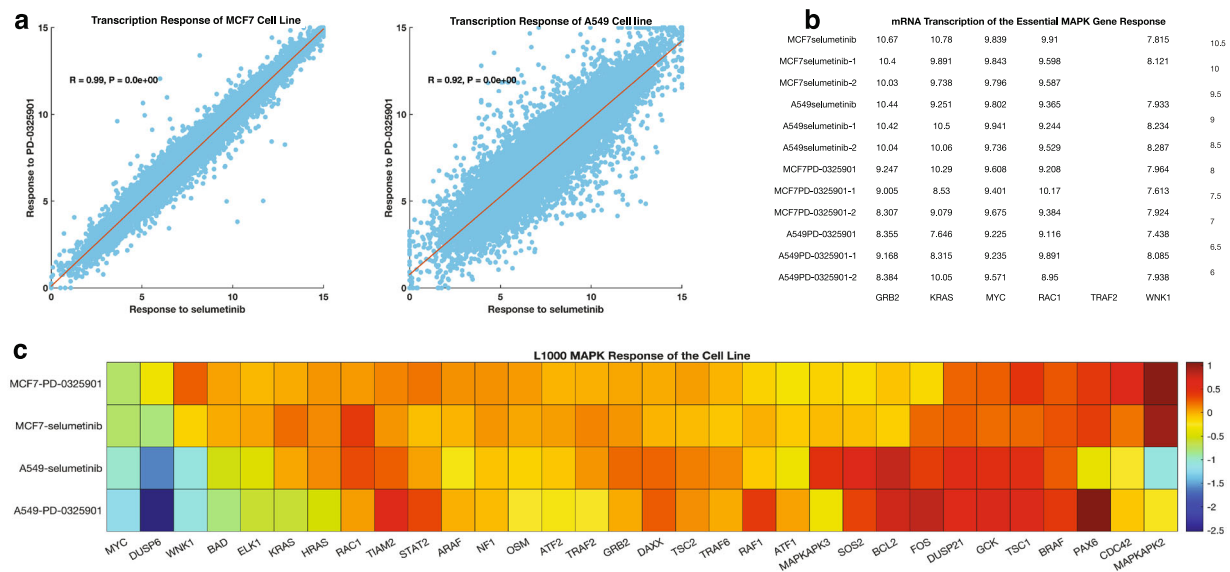 a
Transcription Response of MCF7 Cell Line
15
10
5
0
0 5 10 15
R = 0.99, P = 0.0e+00
Response to PD-0325901
Response to selumetinib
Transcription Response of A549 Cell line
15
10
5
0
0 5 10 15
R = 0.92, P = 0.0e+00
Response to PD-0325901
Response to selumetinib
b
mRNA Transcription of the Essential MAPK Gene Response
MCF7selumetinib 10.67 10.78 9.839 9.91 7.815
MCF7selumetinib-1 10.4 9.891 9.843 9.598 8.121
MCF7selumetinib-2 10.03 9.738 9.796 9.587
A549selumetinib 10.44 9.251 9.802 9.365 7.933
A549selumetinib-1 10.42 10.5 9.941 9.244 8.234
A549selumetinib-2 10.04 10.06 9.736 9.529 8.287
MCF7PD-0325901 9.247 10.29 9.608 9.208 7.964
MCF7PD-0325901-1 9.005 8.53 9.401 10.17 7.613
MCF7PD-0325901-2 8.307 9.079 9.675 9.384 7.924
A549PD-0325901 8.355 7.646 9.225 9.116 7.438
A549PD-0325901-1 9.168 8.315 9.235 9.891 8.085
A549PD-0325901-2 8.384 10.05 9.571 8.95 7.938
GRB2 KRAS MYC RAC1 TRAF2 WNK1
10.5
10
9.5
9
8.5
8
7.5
7
6.5
6
c
L1000 MAPK Response of the Cell Line
MCF7-PD-0325901
MCF7-selumetinib
A549-selumetinib
A549-PD-0325901
MYC DUSP6 WNK1 BAD ELK1 KRAS HRAS RAC1 TIAM2 STAT2 ARAF NF1 OSM ATF2 TRAF2 GRB2 DAXX TSC2 TRAF6 RAF1 ATF1 MAPKAPK3 SOS2 BCL2 FOS DUSP21 GCK TSC1 BRAF PAX6 CDC42 MAPKAPK2
1
0.5
0
-0.5
-1
-1.5
-2
-2.5